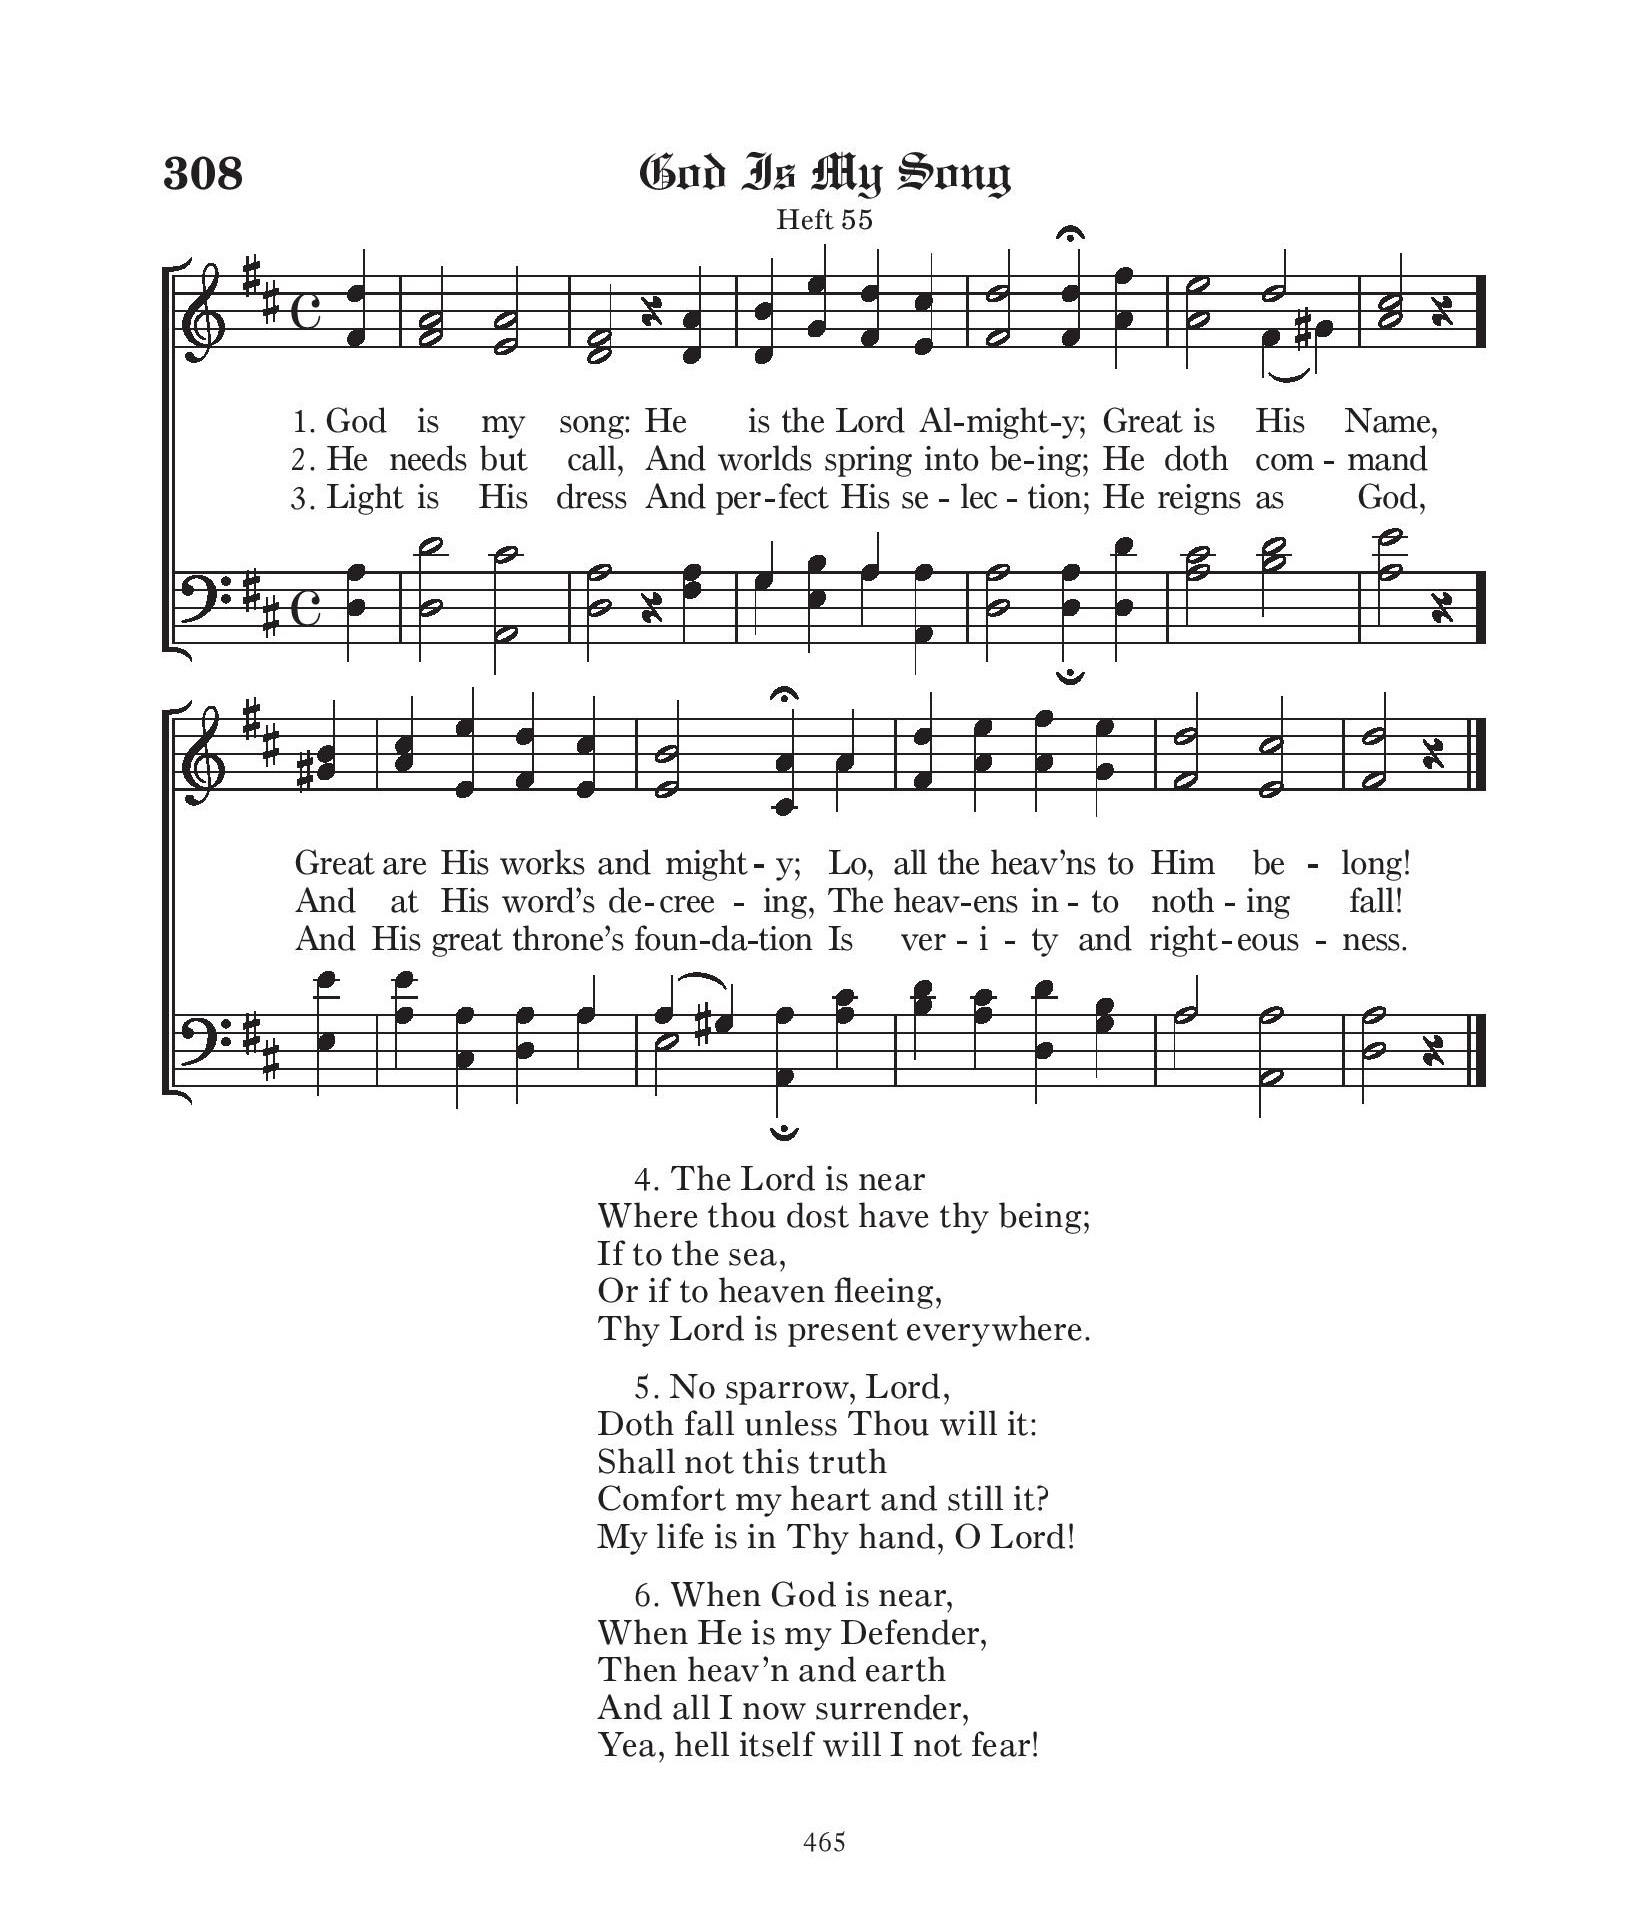 308 God Is My Song
Heft 55
1. God is my song: He is the Lord Al-might-y; Great is His Name,
2. He needs but call, And worlds spring into be-ing; He doth com - mand
3. Light is His dress And per-fect His se - lec - tion; He reigns as God,
Great are His works and might - y; Lo, all the heav’ns to Him be - long!
And at His word’s de-cree - ing, The heav-ens in - to noth - ing fall!
And His great throne’s foun-da-tion Is ver - i - ty and right-eous - ness.
4. The Lord is near
Where thou dost have thy being;
If to the sea,
Or if to heaven fleeing,
Thy Lord is present everywhere.
5. No sparrow, Lord,
Doth fall unless Thou will it:
Shall not this truth
Comfort my heart and still it?
My life is in Thy hand, O Lord!
6. When God is near,
When He is my Defender,
Then heav’n and earth
And all I now surrender,
Yea, hell itself will I not fear!
465